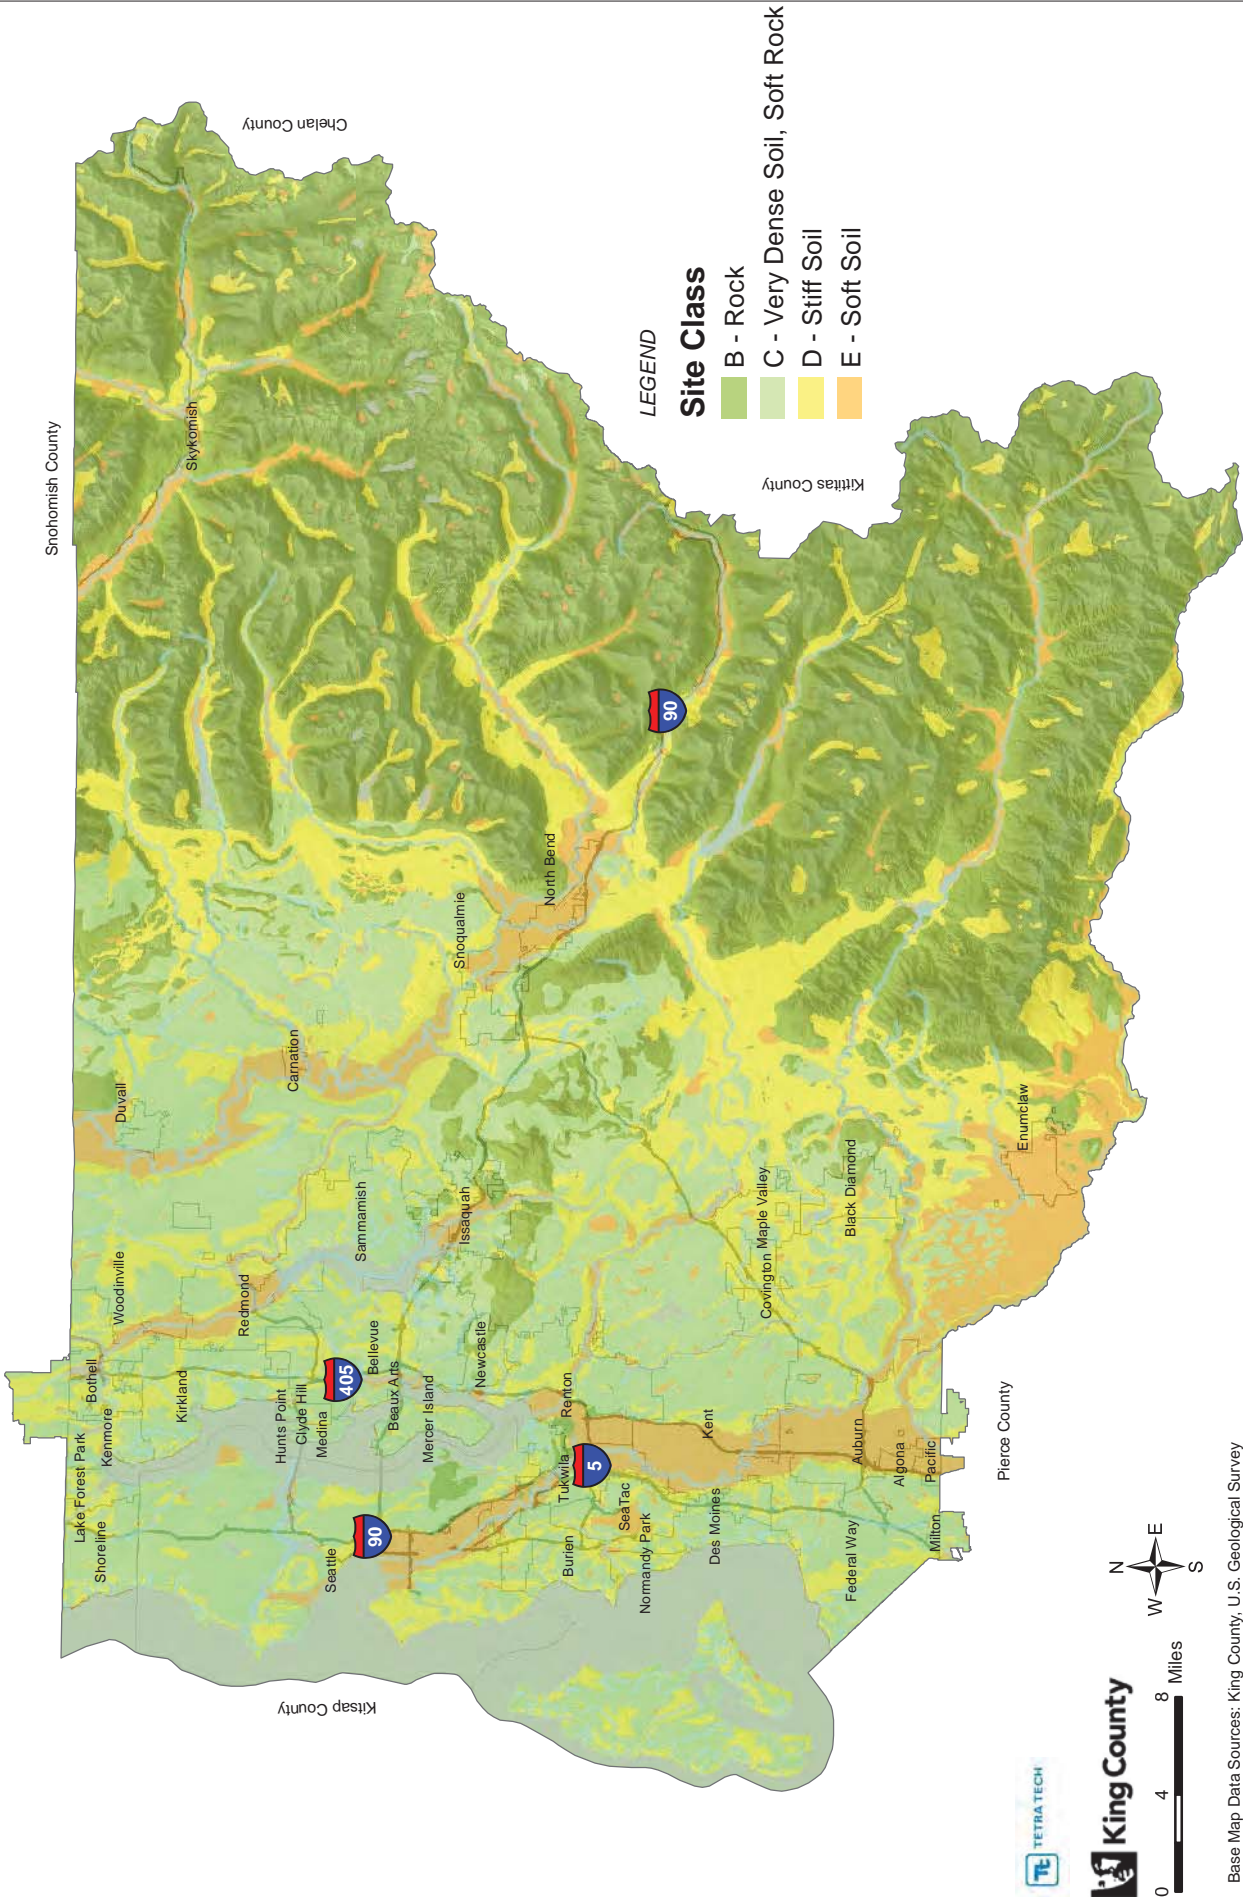 Snohomish County
Chelan County
Kittitas County
Pierce County
Kitsap County
Skykomish
Duvall
Carnation
Snoqualmie
North Bend
Woodinville
Redmond
Sammamish
Issaquah
Bothell
Kenmore
Lake Forest Park
Shoreline
Kirkland
Hunts Point
Clyde Hill
Medina
Bellevue
Beaux Arts
Mercer Island
Newcastle
Seattle
Renton
Tukwila
Burien
SeaTac
Normandy Park
Des Moines
Kent
Covington
Maple Valley
Black Diamond
Enumclaw
Auburn
Algona
Pacific
Federal Way
Milton
405
90
90
5
LEGEND
Site Class
B - Rock
C - Very Dense Soil, Soft Rock
D - Stiff Soil
E - Soft Soil
N
W
E
S
Tt TETRA TECH
King County
0 4 8
Miles
Base Map Data Sources: King County, U.S. Geological Survey